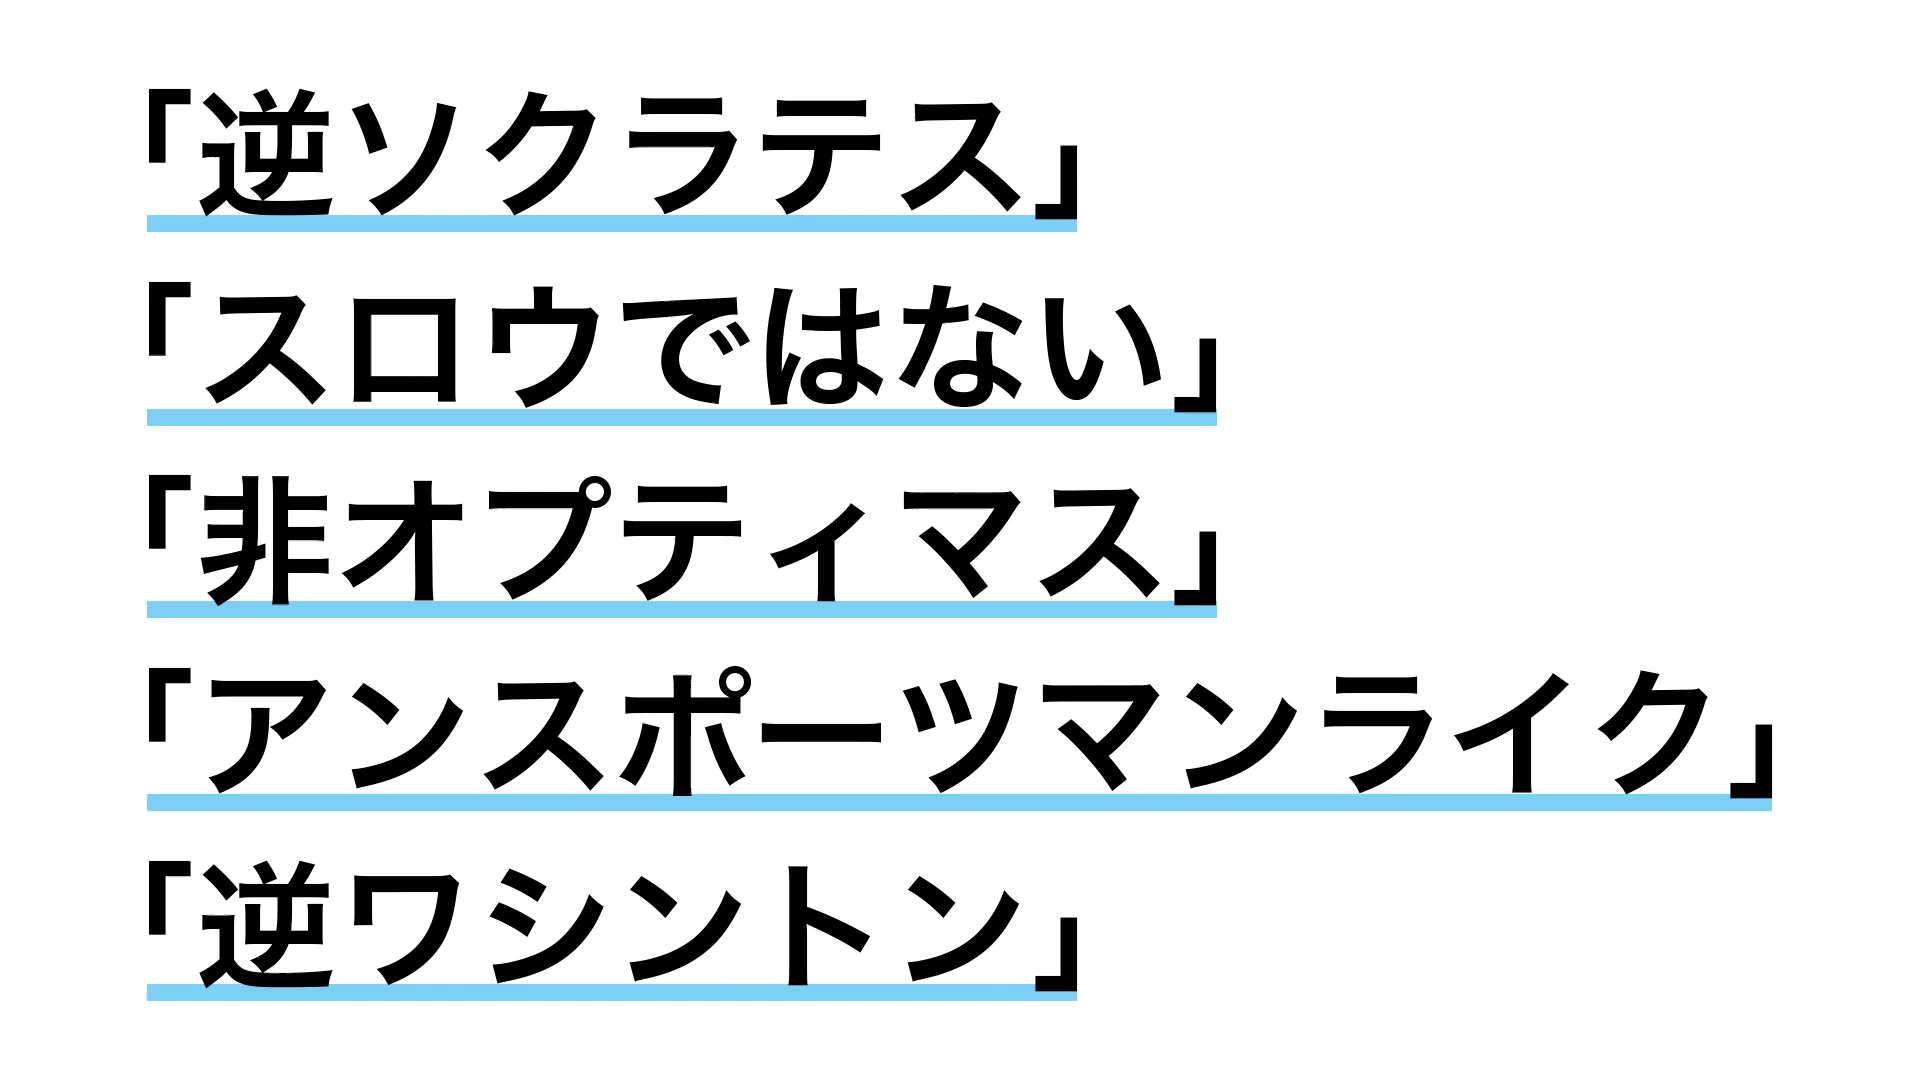 「逆ソクラテス」
「スロウではない」
「非オプティマス」
「アンスポーツマンライク」
「逆ワシントン」